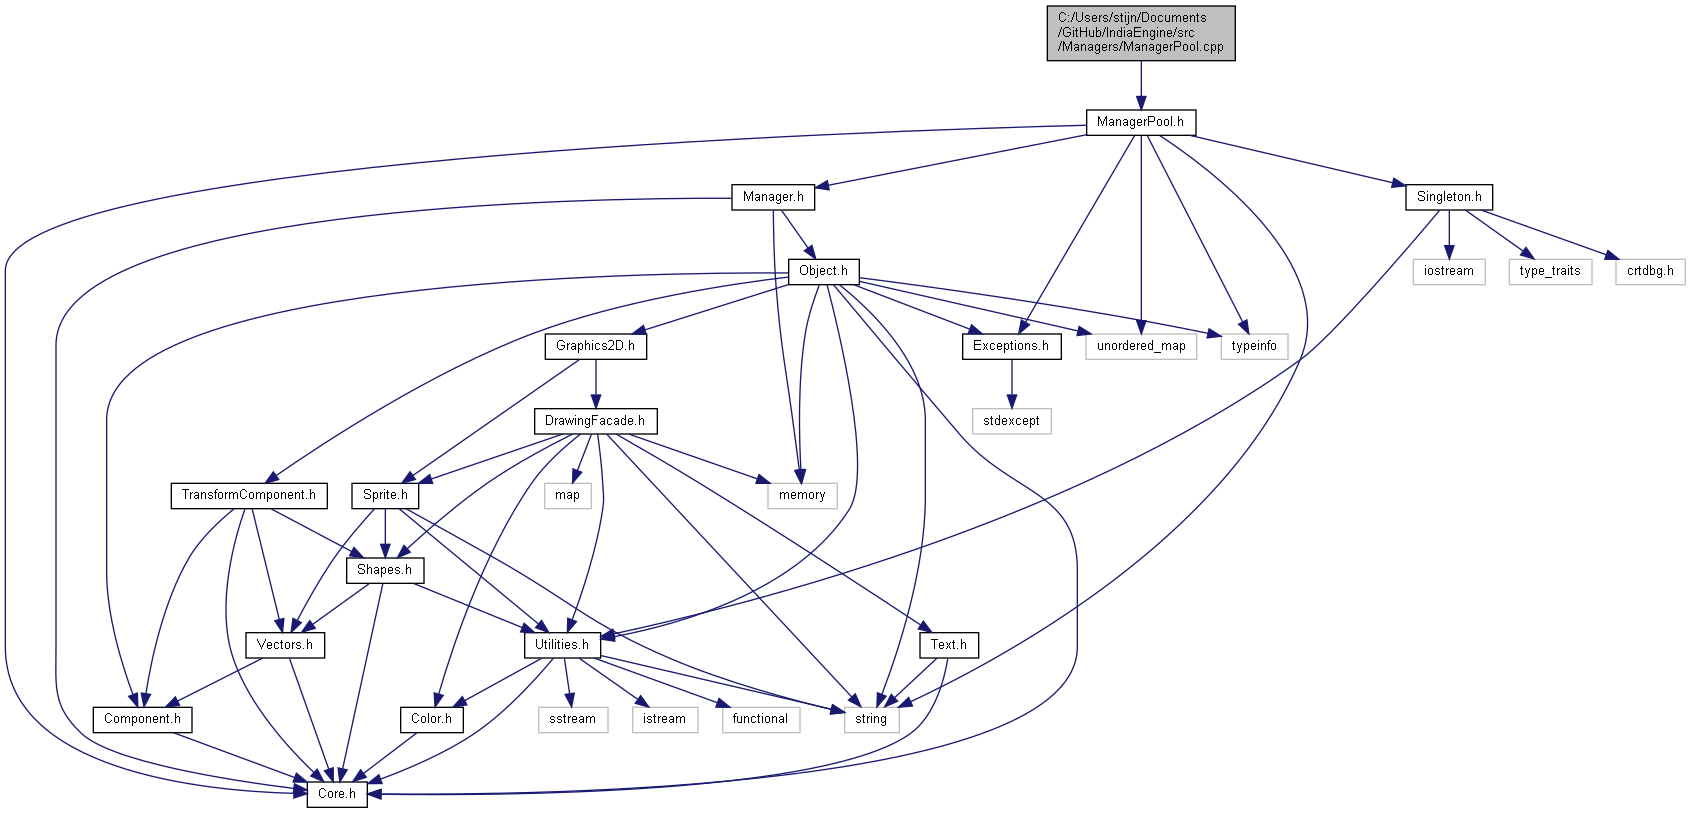 C:/Users/stijn/Documents
/GitHub/IndiaEngine/src
/Managers/ManagerPool.cpp
ManagerPool.h
Manager.h
Singleton.h
Object.h
iostream
type_traits
crtdbg.h
Graphics2D.h
Exceptions.h
unordered_map
typeinfo
DrawingFacade.h
stdexcept
TransformComponent.h
Sprite.h
map
memory
Shapes.h
Vectors.h
Utilities.h
Text.h
Component.h
Color.h
sstream
istream
functional
string
Core.h